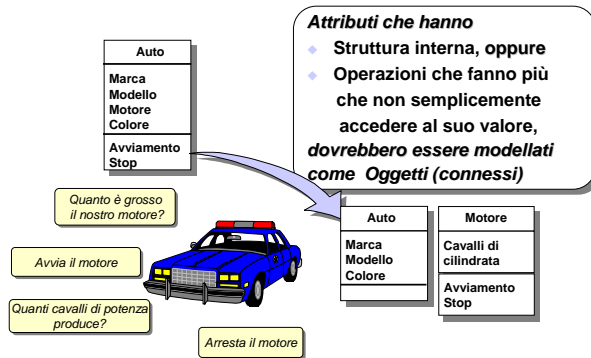 Auto
Marca
Modello
Motore
Colore
Avviamento
Stop
Attributi che hanno
Struttura interna, oppure
Operazioni che fanno più
che non semplicemente
accedere al suo valore,
dovrebbero essere modellati
come Oggetti (connessi)
Quanto è grosso
il nostro motore?
Avvia il motore
Quanti cavalli di potenza
produce?
Arresta il motore
Auto
Marca
Modello
Colore
Motore
Cavalli di
cilindrata
Avviamento
Stop